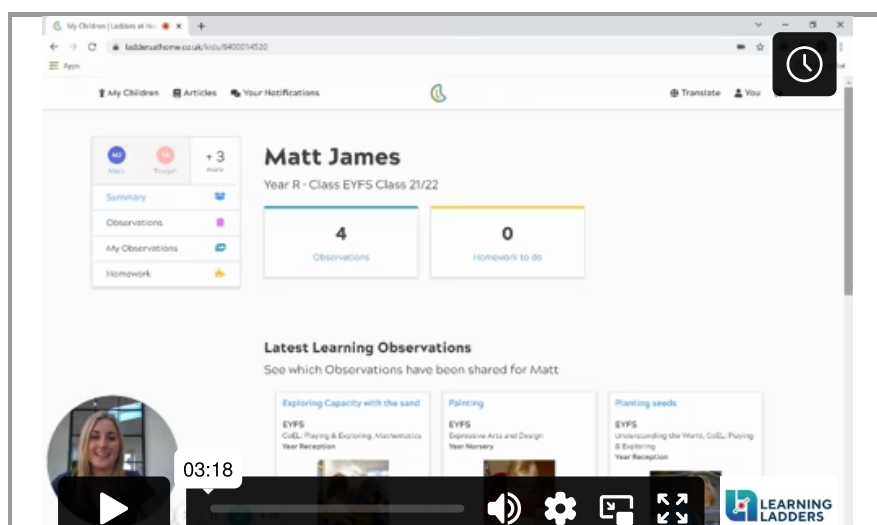 My Children | Ladders at Ho
laddersathome.co.uk/kids/6400014520
Apps
My Children Articles Your Notifications Translate You
+ 3
more
Matt James
Year R - Class EYFS Class 21/22
Summary
Observations
My Observations
Homework
4
Observations
0
Homework to do
Latest Learning Observations
See which Observations have been shared for Matt
Exploring Capacity with the sand
EYFS
CoEL: Playing & Exploring, Mathematics
Year Reception
Painting
EYFS
Expressive Arts and Design
Year Nursery
Planting seeds
EYFS
Understanding the World, CoEL: Playing
& Exploring
Year Reception
03:18
LEARNING
LADDERS